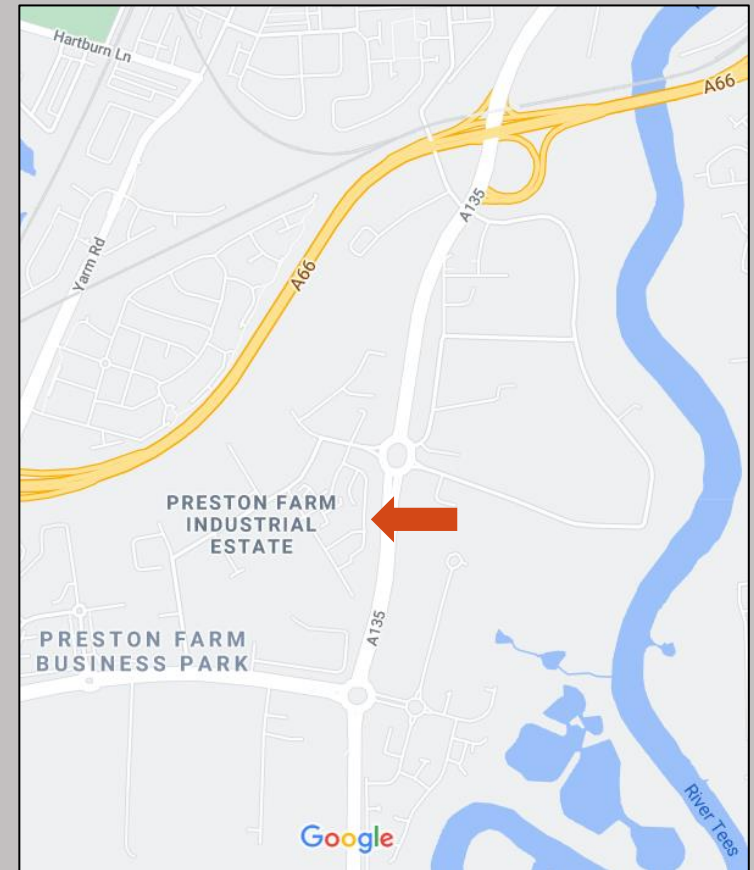 Hartburn Ln
A66
A135
Yarm Rd
A66
PRESTON FARM
INDUSTRIAL
ESTATE
A135
PRESTON FARM
BUSINESS PARK
River Tees
Google